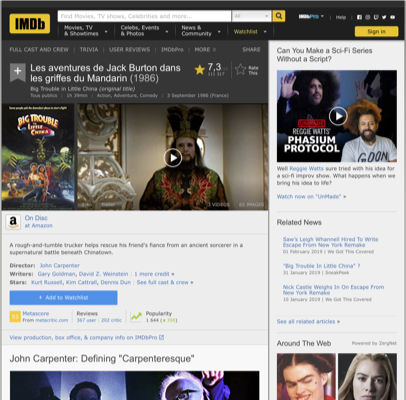 IMDb
Find Movies, TV shows, Celebrities and more...
All
IMDbPro
Help
Movies, TV & Showtimes
Celebs, Events & Photos
News & Community
Watchlist
Sign in
FULL CAST AND CREW | TRIVIA | USER REVIEWS | IMDbPro | MORE
SHARE
Les aventures de Jack Burton dans les griffes du Mandarin (1986)
Big Trouble in Little China (original title)
Tous publics | 1h 39min | Action, Adventure, Comedy | 3 September 1986 (France)
7,3
Rate This
BIG TROUBLE
in LITTLE CHINA
VIDEOS
IMAGES
On Disc
at Amazon
A rough-and-tumble trucker helps rescue his friend's fiance from an ancient sorcerer in a
supernatural battle beneath Chinatown.
Director: John Carpenter
Writers: Gary Goldman, David Z. Weinstein | 1 more credit »
Stars: Kurt Russell, Kim Cattrall, Dennis Dun | See full cast & crew »
+ Add to Watchlist
Metascore
From metacritic.com
Reviews
367 user | 202 critic
Popularity
1 644
View production, box office, & company info on IMDbPro
John Carpenter: Defining "Carpenteresque"
Can You Make a Sci-Fi Series
Without a Script?
REGGIE WATTS'
PHASIUM
PROTOCOL
Well Reggie Watts sure tried with his idea for
a sci-fi improv show. What happens when we
bring his idea to life?
Watch now on "UnMade" »
Related News
Saw's Leigh Whannell Hired To Write
Escape From New York Remake
01 February 2019 | We Got This Covered
"Big Trouble In Little China" ?
31 January 2019 | SneakPeek
Nick Castle Weighs In On Escape From
New York Remake
10 January 2019 | We Got This Covered
See all related articles »
Around The Web
Powered by ZergNet